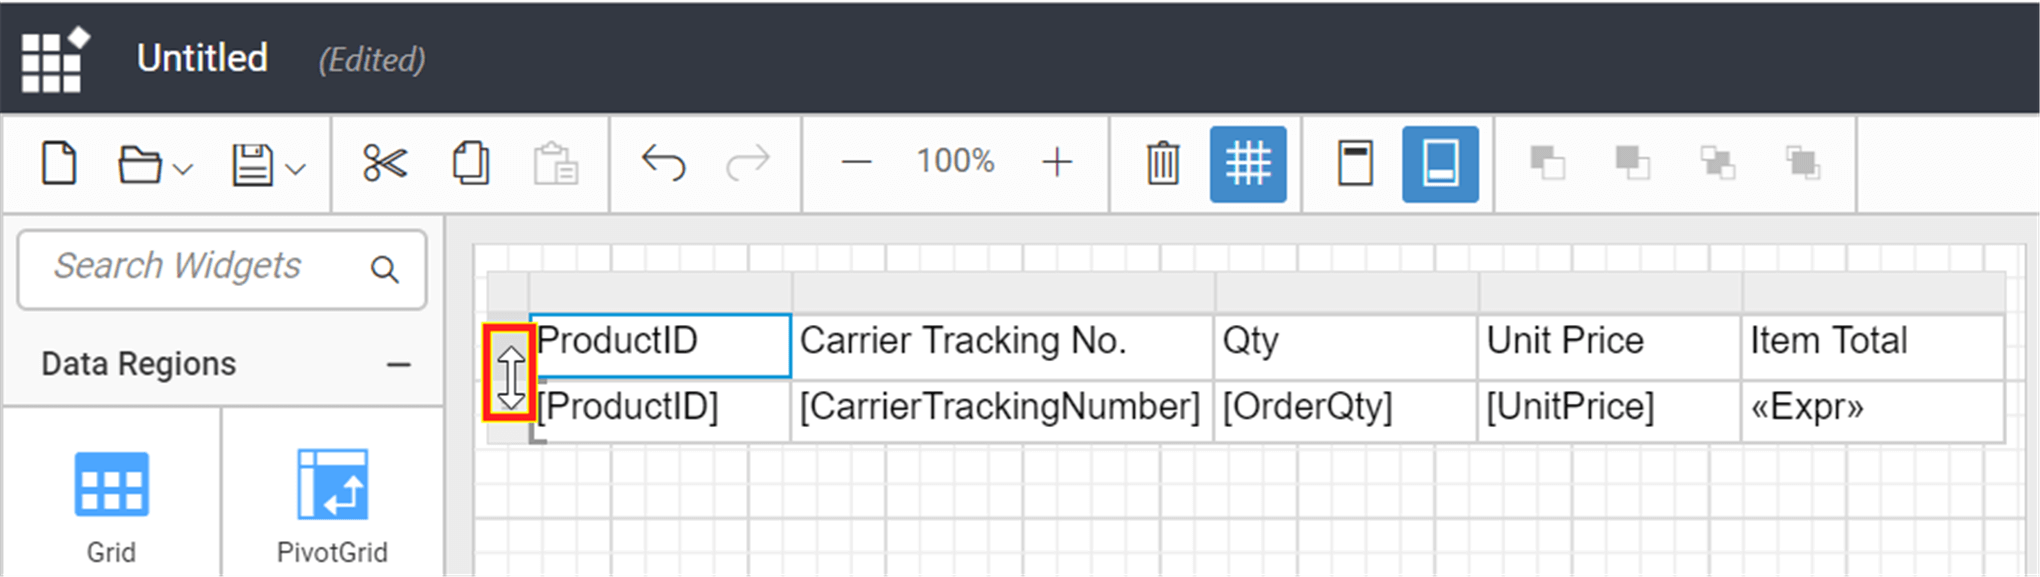 Untitled (Edited)
100%
Search Widgets
Data Regions
Grid PivotGrid
ProductID Carrier Tracking No. Qty Unit Price Item Total
[ProductID] [CarrierTrackingNumber] [OrderQty] [UnitPrice] «Expr»